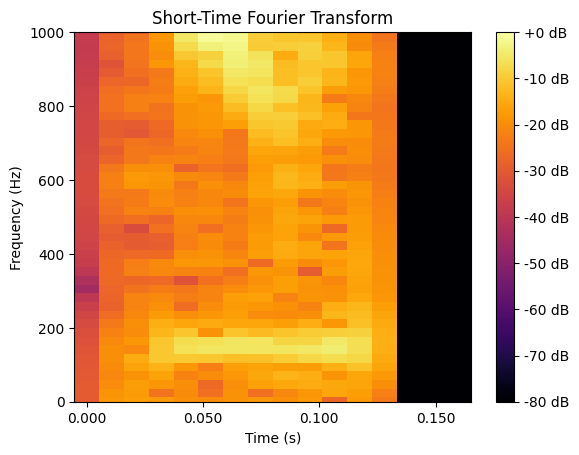 Short-Time Fourier Transform
Frequency (Hz)
1000
800
600
400
200
0
0.000 0.050 0.100 0.150
Time (s)
+0 dB
-10 dB
-20 dB
-30 dB
-40 dB
-50 dB
-60 dB
-70 dB
-80 dB